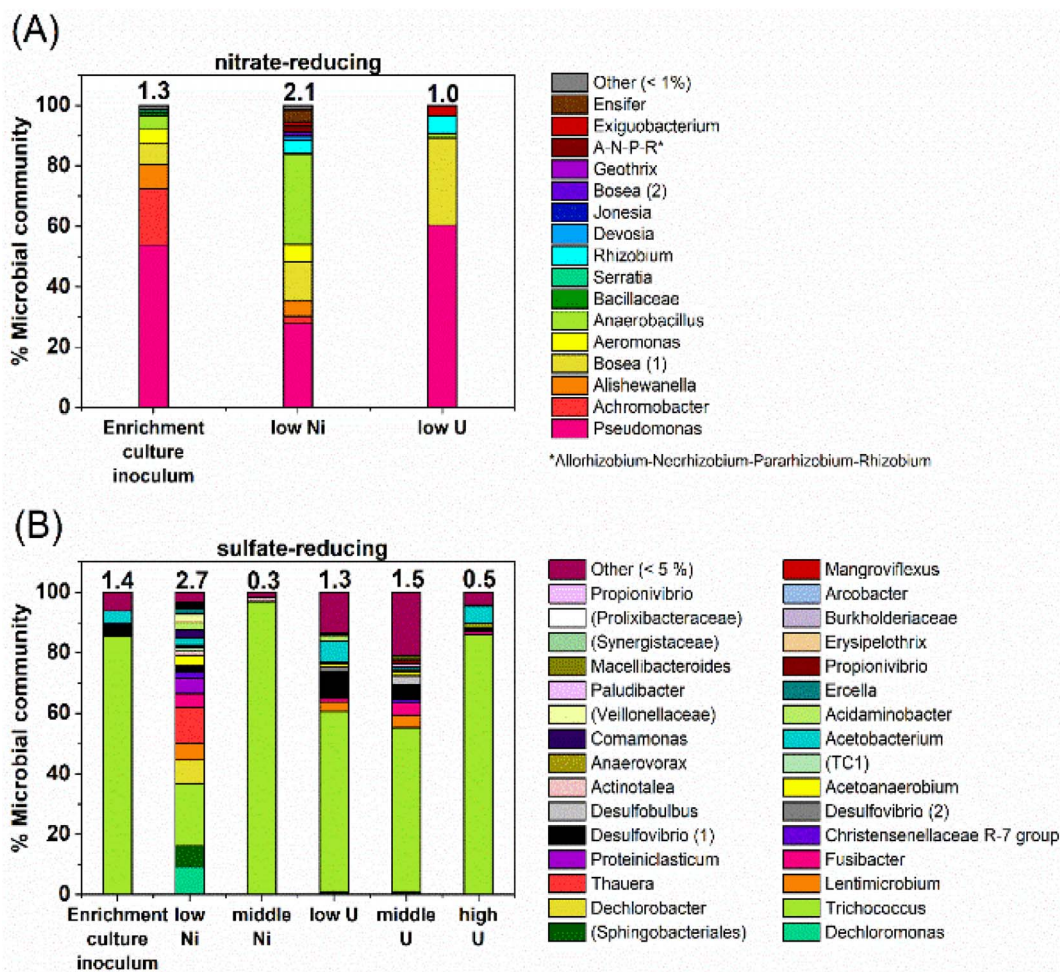 (A)
nitrate-reducing
1.3 2.1 1.0
% Microbial community
100
80
60
40
20
0
Enrichment culture inoculum
low Ni
low U
Other (< 1%)
Ensifer
Exiguobacterium
A-N-P-R*
Geothrix
Bosea (2)
Jonesia
Devosia
Rhizobium
Serratia
Bacillaceae
Anaerobacillus
Aeromonas
Bosea (1)
Alishewanella
Achromobacter
Pseudomonas
*Allorhizobium-Neorhizobium-Pararhizobium-Rhizobium
(B)
sulfate-reducing
1.4 2.7 0.3 1.3 1.5 0.5
% Microbial community
100
80
60
40
20
0
Enrichment culture inoculum
low Ni
middle Ni
low U
middle U
high U
Other (< 5 %)
Propionivibrio
(Prolixibacteraceae)
(Synergistaceae)
Macellibacteroides
Paludibacter
(Veillonellaceae)
Comamonas
Anaerovorax
Actinotalea
Desulfobulbus
Desulfovibrio (1)
Proteiniclasticum
Thauera
Dechlorobacter
(Sphingobacteriales)
Mangroviflexus
Arcobacter
Burkholderiaceae
Erysipelothrix
Propionivibrio
Ercella
Acidaminobacter
Acetobacterium
(TC1)
Acetoanaerobium
Desulfovibrio (2)
Christensenellaceae R-7 group
Fusibacter
Lentimicrobium
Trichococcus
Dechloromonas